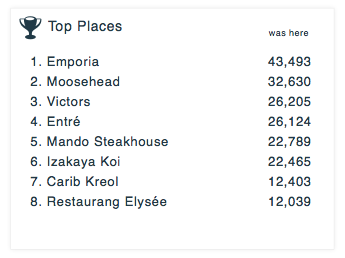 Top Places
was here
1. Emporia 43,493
2. Moosehead 32,630
3. Victors 26,205
4. Entré 26,124
5. Mando Steakhouse 22,789
6. Izakaya Koi 22,465
7. Carib Kreol 12,403
8. Restaurang Elysée 12,039